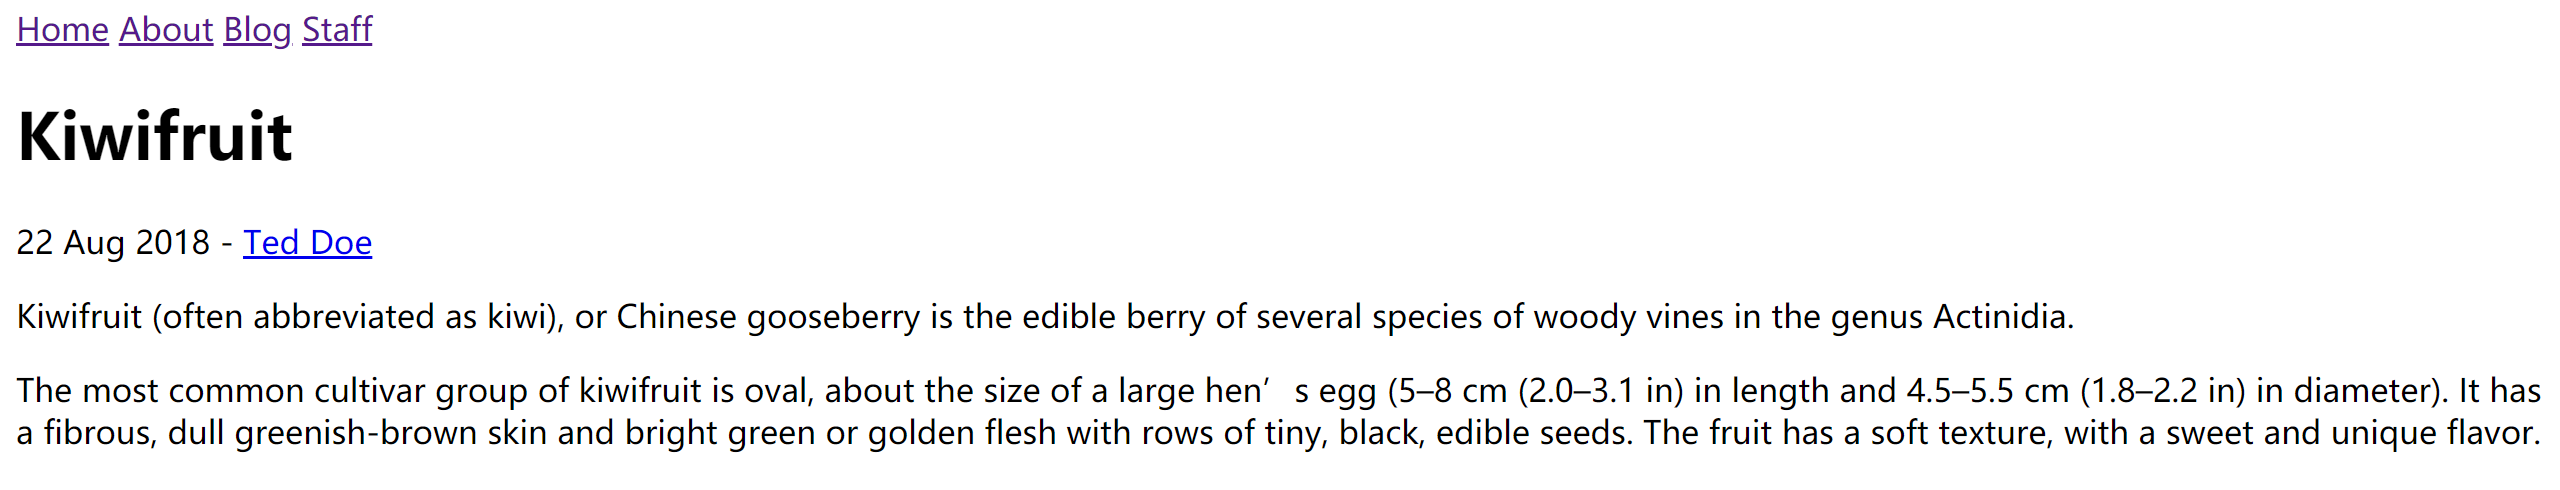 Home About Blog Staff
Kiwifruit
22 Aug 2018 - Ted Doe
Kiwifruit (often abbreviated as kiwi), or Chinese gooseberry is the edible berry of several species of woody vines in the genus Actinidia.
The most common cultivar group of kiwifruit is oval, about the size of a large hen’s egg (5–8 cm (2.0–3.1 in) in length and 4.5–5.5 cm (1.8–2.2 in) in diameter). It has
a fibrous, dull greenish-brown skin and bright green or golden flesh with rows of tiny, black, edible seeds. The fruit has a soft texture, with a sweet and unique flavor.